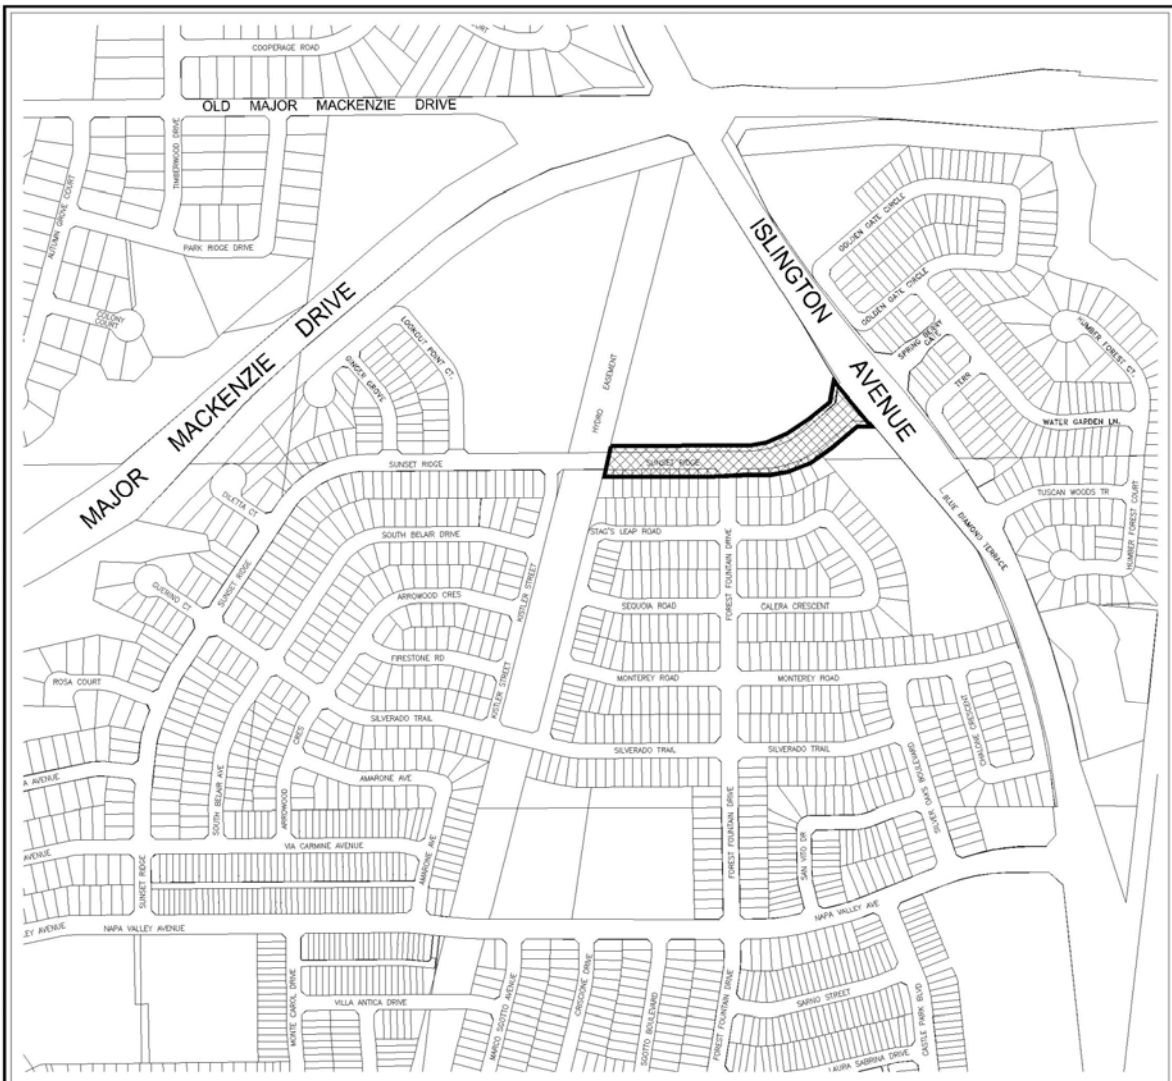 COOPERAGE ROAD
COURT
OLD MAJOR MACKENZIE DRIVE
TIMBERWOOD DRIVE
AUTUMN GROVE COURT
PARK RIDGE DRIVE
COLONY
COURT
MAJOR MACKENZIE DRIVE
ISLINGTON AVENUE
GOLDEN GATE CIRCLE
GOLDEN GATE CIRCLE
SPRING BERRY
GATE
TERR
HUMBER FOREST CT.
WATER GARDEN LN.
TUSCAN WOODS TR
HUMBER FOREST COURT
BLUE DIAMOND TERRACE
LOOKOUT POINT CT.
GINGER GROVE
HYDRO EASEMENT
SUNSET RIDGE
SUNSET RIDGE
DILETTA CT
SOUTH BELAIR DRIVE
STAG'S LEAP ROAD
FOREST FOUNTAIN DRIVE
SUNSET RIDGE
GUERINO CT
ARROWOOD CRES
KISTLER STREET
SEQUOIA ROAD
CALERA CRESCENT
FIRESTONE RD
KISTLER STREET
MONTEREY ROAD
MONTEREY ROAD
ROSA COURT
SILVERADO TRAIL
SILVERADO TRAIL
SILVERADO TRAIL
CHALONE CRESCENT
SILVER OAKS BOULEVARD
CRES
ARROWOOD
AMARONE AVE
A AVENUE
SOUTH BELAIR AVE
VIA CARMINE AVENUE
AMARONE AVE
FOREST FOUNTAIN DRIVE
SAN VITO DR
AVENUE
SUNSET RIDGE
NAPA VALLEY AVE
LEY AVENUE
NAPA VALLEY AVENUE
MONTE CAROL DRIVE
VILLA ANTICA DRIVE
MARCO SGOTTO AVENUE
CRISCIONE DRIVE
SGOTTO BOULEVARD
FOREST FOUNTAIN DRIVE
SARNO STREET
CASTLE PARK BLVD
LAURA SABRINA DRIVE